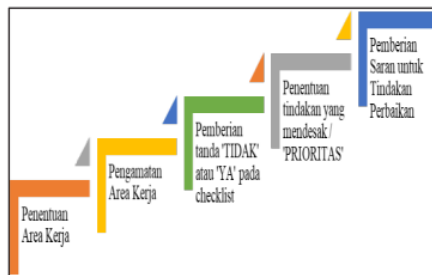 Penentuan
Area Kerja
Pengamatan
Area Kerja
Pemberian
tanda 'TIDAK'
atau 'YA' pada
checklist
Penentuan
tindakan yang
mendesak /
'PRIORITAS'
Pemberian
Saran untuk
Tindakan
Perbaikan